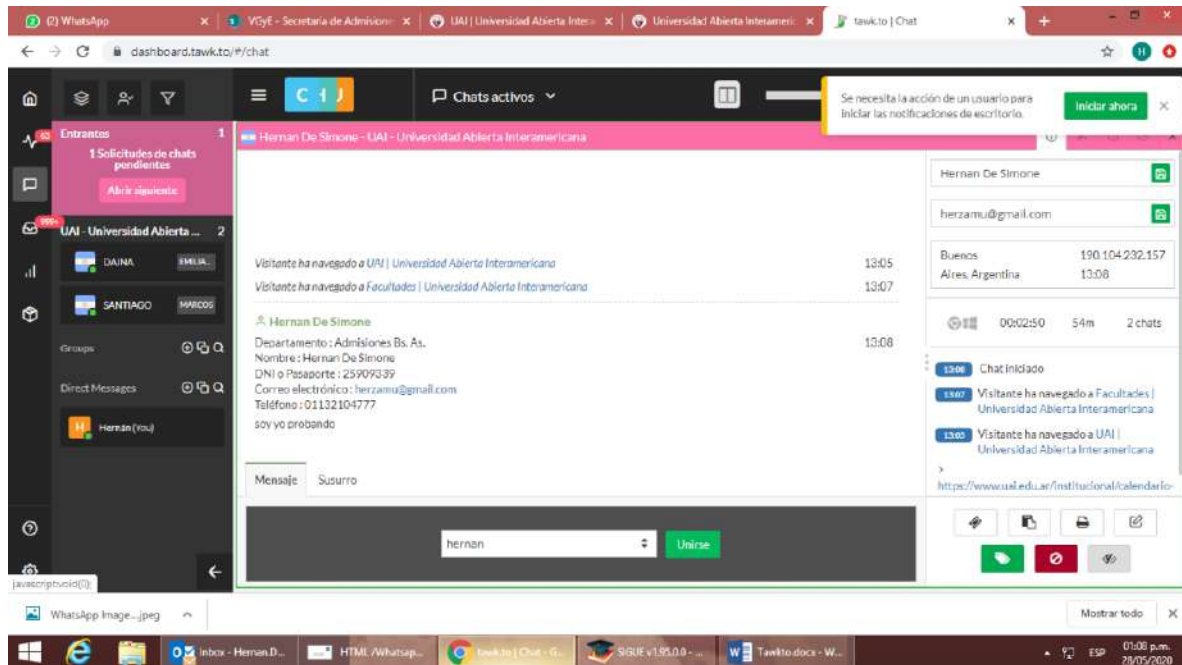 (2) WhatsApp
VGyE - Secretaría de Admisione
UAI | Universidad Abierta Intera
Universidad Abierta Interameric
tawk.to | Chat
dashboard.tawk.to/#/chat
H
Chats activos
Se necesita la acción de un usuario para
iniciar las notificaciones de escritorio.
Iniciar ahora
63
Entrantes 1
1 Solicitudes de chats
pendientes
Abrir siguiente
999+
UAI - Universidad Abierta ... 2
DAINA EMILIA..
SANTIAGO MARCOS
Groups
Direct Messages
H Hernán (You)
Hernan De Simone - UAI - Universidad Abierta Interamericana
Visitante ha navegado a UAI | Universidad Abierta Interamericana 13:05
Visitante ha navegado a Facultades | Universidad Abierta Interamericana 13:07
Hernan De Simone
Departamento : Admisiones Bs. As. 13:08
Nombre : Hernan De Simone
DNI o Pasaporte : 25909339
Correo electrónico : herzamu@gmail.com
Teléfono : 01132104777
soy yo probando
Mensaje Susurro
hernan Unirse
Hernan De Simone
herzamu@gmail.com
Buenos 190.104.232.157
Aires, Argentina 13:08
00:02:50 54m 2 chats
13:08 Chat iniciado
13:07 Visitante ha navegado a Facultades |
Universidad Abierta Interamericana
13:05 Visitante ha navegado a UAI |
Universidad Abierta Interamericana
>
https://www.uai.edu.ar/institucional/calendario-
javascript:void(0);
WhatsApp Image....jpeg
Mostrar todo
Inbox - Hernan.D...
HTML /Whatsap...
tawk.to | Chat - G...
SIGUE v1.95.0.0 - ...
Tawkto.docx - W...
ESP
01:08 p.m.
28/05/2020